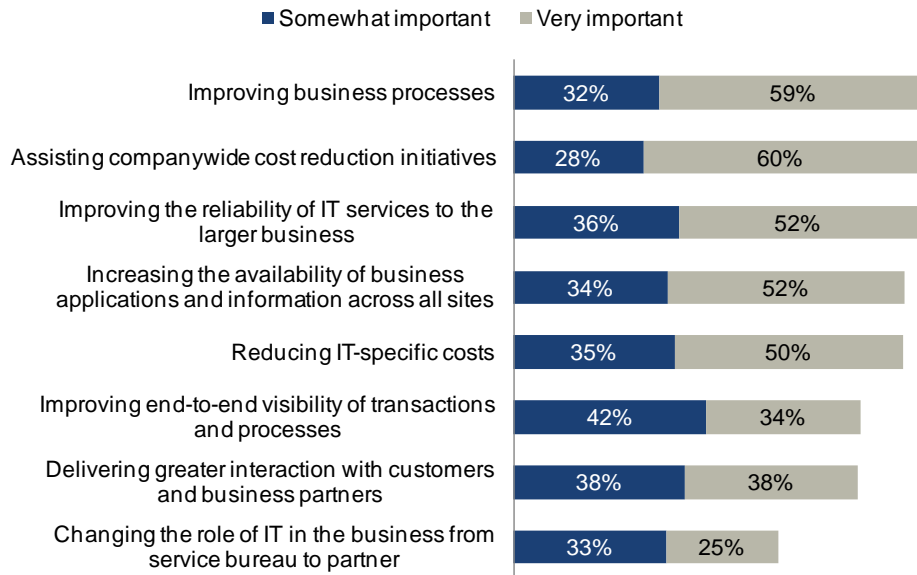 Somewhat important Very important
Improving business processes 32% 59%
Assisting companywide cost reduction initiatives 28% 60%
Improving the reliability of IT services to the
larger business 36% 52%
Increasing the availability of business
applications and information across all sites 34% 52%
Reducing IT-specific costs 35% 50%
Improving end-to-end visibility of transactions
and processes 42% 34%
Delivering greater interaction with customers
and business partners 38% 38%
Changing the role of IT in the business from
service bureau to partner 33% 25%